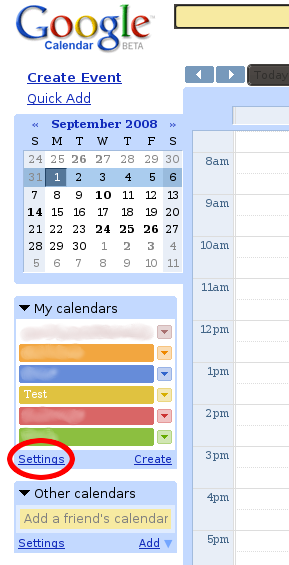 Google
Calendar BETA
Create Event
Quick Add
Today
« September 2008 »
S M T W T F S
24 25 26 27 28 29 30
31 1 2 3 4 5 6
7 8 9 10 11 12 13
14 15 16 17 18 19 20
21 22 23 24 25 26 27
28 29 30 1 2 3 4
5 6 7 8 9 10 11
My calendars
Test
Settings Create
Other calendars
Add a friend's calendar
Settings Add
8am
9am
10am
11am
12pm
1pm
2pm
3pm
4pm
5pm